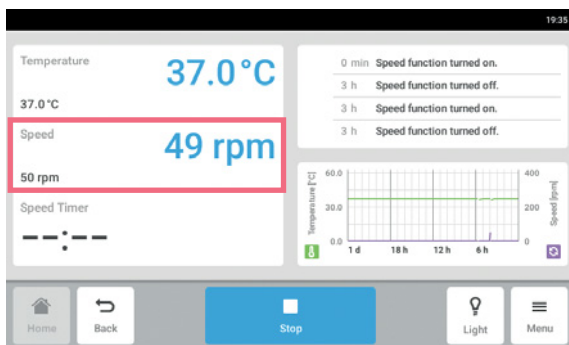 19:35
Temperature
37.0°C
37.0°C
Speed
49 rpm
50 rpm
Speed Timer
--:--
0 min Speed function turned on.
3 h Speed function turned off.
3 h Speed function turned on.
3 h Speed function turned off.
Temperature [°C]
60.0
30.0
0.0
400
200
0
Speed [rpm]
1 d 18 h 12 h 6 h
Home
Back
Stop
Light
Menu